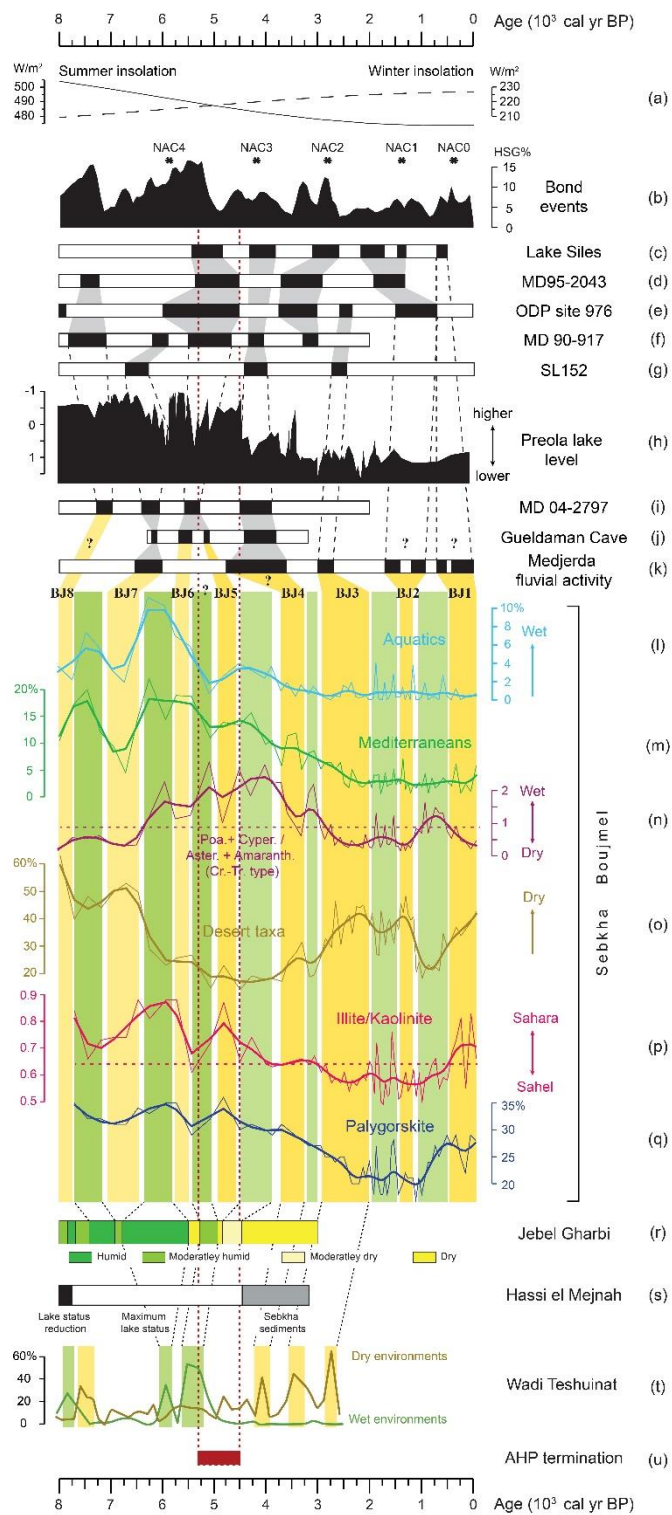 8 7 6 5 4 3 2 1 0 Age (10³ cal yr BP)
W/m² Summer insolation Winter insolation W/m²
500 490 480 230 220 210 (a)
NAC4 NAC3 NAC2 NAC1 NAC0 HSG%
15 10 5 0 Bond events (b)
Lake Siles (c)
MD95-2043 (d)
ODP site 976 (e)
MD 90-917 (f)
SL152 (g)
-1 0 1 higher lower Preola lake level (h)
MD 04-2797 (i)
? Gueldaman Cave ? (j)
? ? ? Medjerda fluvial activity (k)
BJ8 BJ7 BJ6 ? BJ5 BJ4 BJ3 BJ2 BJ1
Aquatics 10% 8 6 4 2 0 Wet (l)
20% 15 10 5 0 Mediterraneans (m)
Poa.+ Cyper. / Aster. + Amaranth. (Cr.-Tr. type) 2 1 0 Wet Dry (n)
60% 50 40 30 20 Desert taxa Dry (o)
0.9 0.8 0.7 0.6 0.5 Illite/Kaolinite Sahara Sahel (p)
Palygorskite 35% 30 25 20 (q)
Sebkha Boujmel
Jebel Gharbi (r)
Humid Moderatley humid Moderatley dry Dry
Hassi el Mejnah (s)
Lake status reduction Maximum lake status Sebkha sediments
60% 40 20 0 Dry environments Wet environments Wadi Teshuinat (t)
AHP termination (u)
8 7 6 5 4 3 2 1 0 Age (10³ cal yr BP)